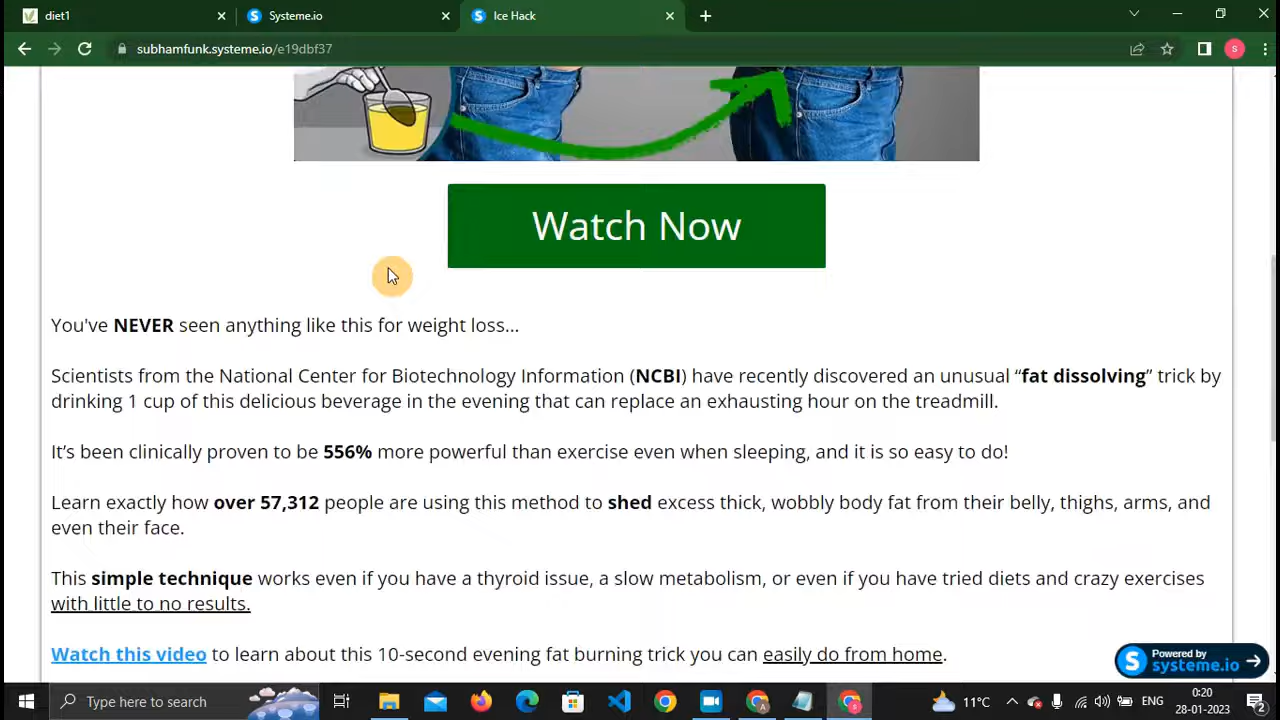 diet1
Systeme.io
Ice Hack
subhamfunk.systeme.io/e19dbf37
S
Watch Now
You've NEVER seen anything like this for weight loss...
Scientists from the National Center for Biotechnology Information (NCBI) have recently discovered an unusual “fat dissolving” trick by
drinking 1 cup of this delicious beverage in the evening that can replace an exhausting hour on the treadmill.
It’s been clinically proven to be 556% more powerful than exercise even when sleeping, and it is so easy to do!
Learn exactly how over 57,312 people are using this method to shed excess thick, wobbly body fat from their belly, thighs, arms, and
even their face.
This simple technique works even if you have a thyroid issue, a slow metabolism, or even if you have tried diets and crazy exercises
with little to no results.
Watch this video to learn about this 10-second evening fat burning trick you can easily do from home.
Powered by
systeme.io
Type here to search
11°C
ENG
0:20
28-01-2023
2